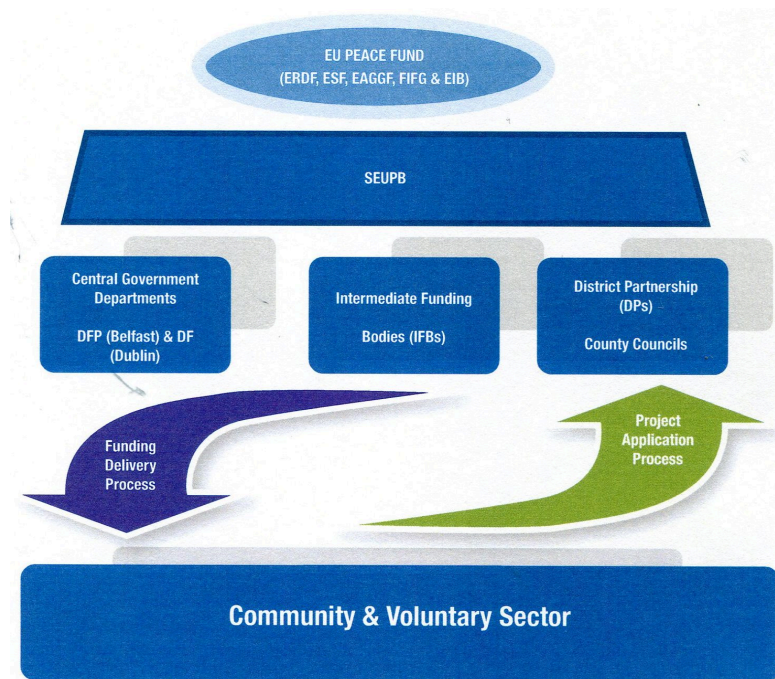 EU PEACE FUND
(ERDF, ESF, EAGGF, FIFG & EIB)
SEUPB
Central Government
Departments
DFP (Belfast) & DF
(Dublin)
Intermediate Funding
Bodies (IFBs)
District Partnership
(DPs)
County Councils
Funding
Delivery
Process
Project
Application
Process
Community & Voluntary Sector